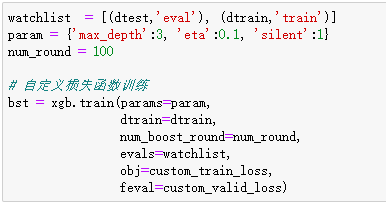 watchlist  = [(dtest,'eval'), (dtrain,'train')]
param = {'max_depth':3, 'eta':0.1, 'silent':1}
num_round = 100
# 自定义损失函数训练
bst = xgb.train(params=param,
                dtrain=dtrain,
                num_boost_round=num_round,
                evals=watchlist,
                obj=custom_train_loss,
                feval=custom_valid_loss)